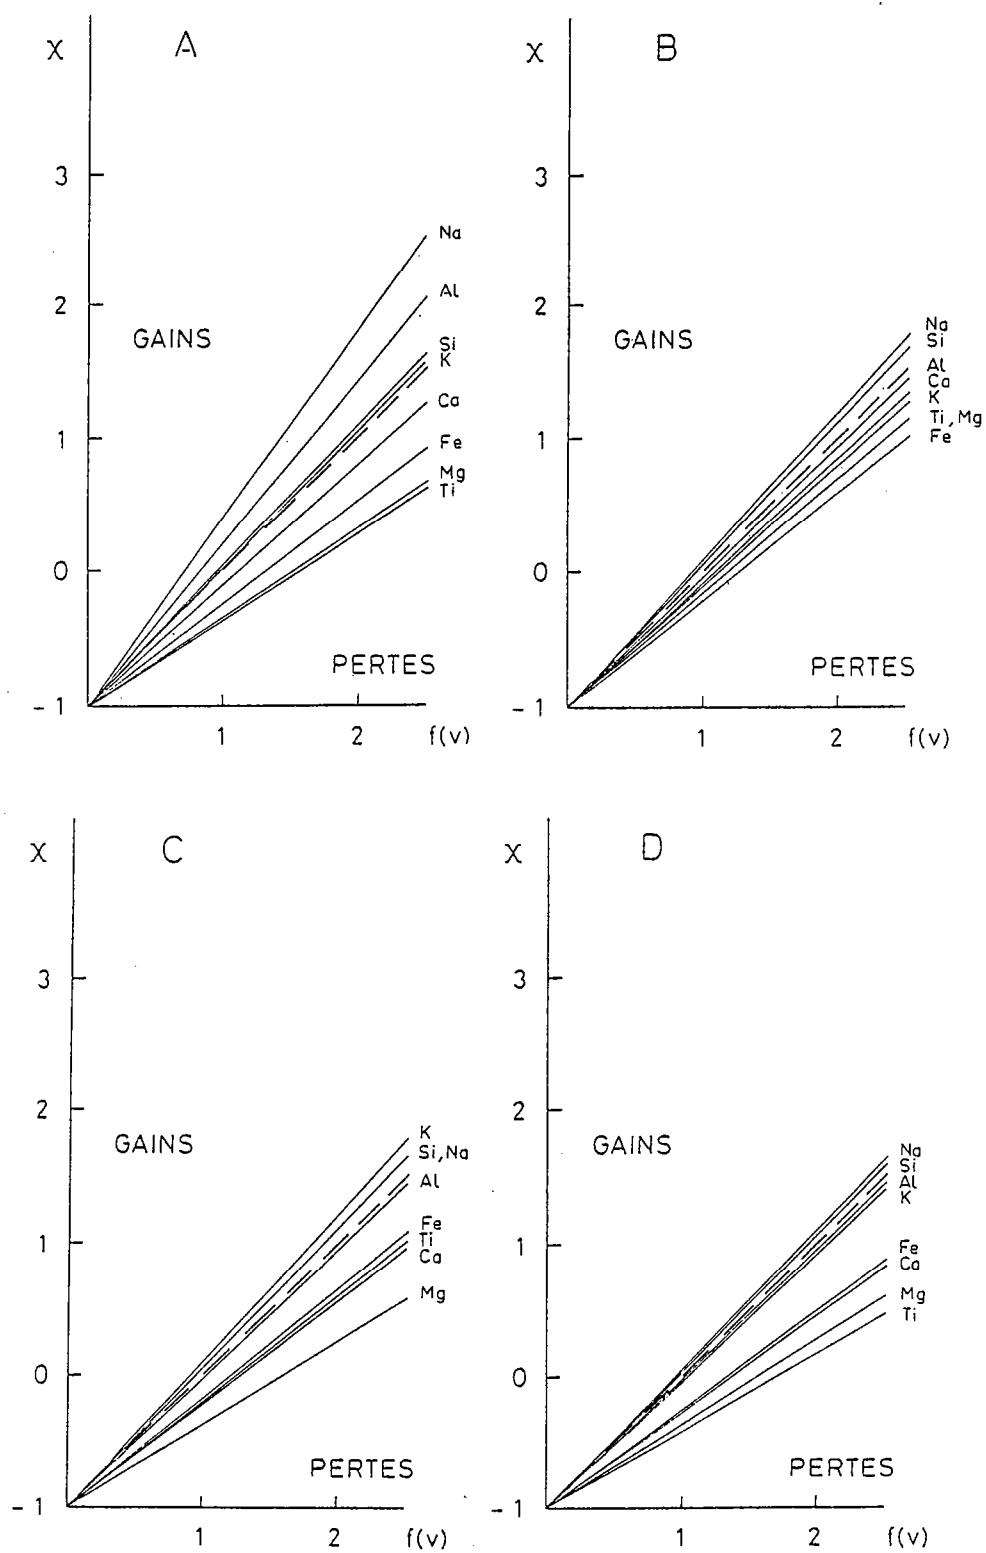 χ A
3
Na
Al
2
GAINS
Si
K
Ca
1
Fe
Mg
Ti
0
PERTES
-1
1 2 f(v)
χ B
3
2
Na
GAINS
Si
Al
Ca
K
Ti,Mg
1
Fe
0
PERTES
-1
1 2 f(v)
χ C
3
2
K
GAINS
Si,Na
Al
Fe
1
Ti
Ca
Mg
0
PERTES
-1
1 2 f(v)
χ D
3
2
GAINS
Na
Si
Al
K
1
Fe
Ca
Mg
Ti
0
PERTES
-1
1 2 f(v)